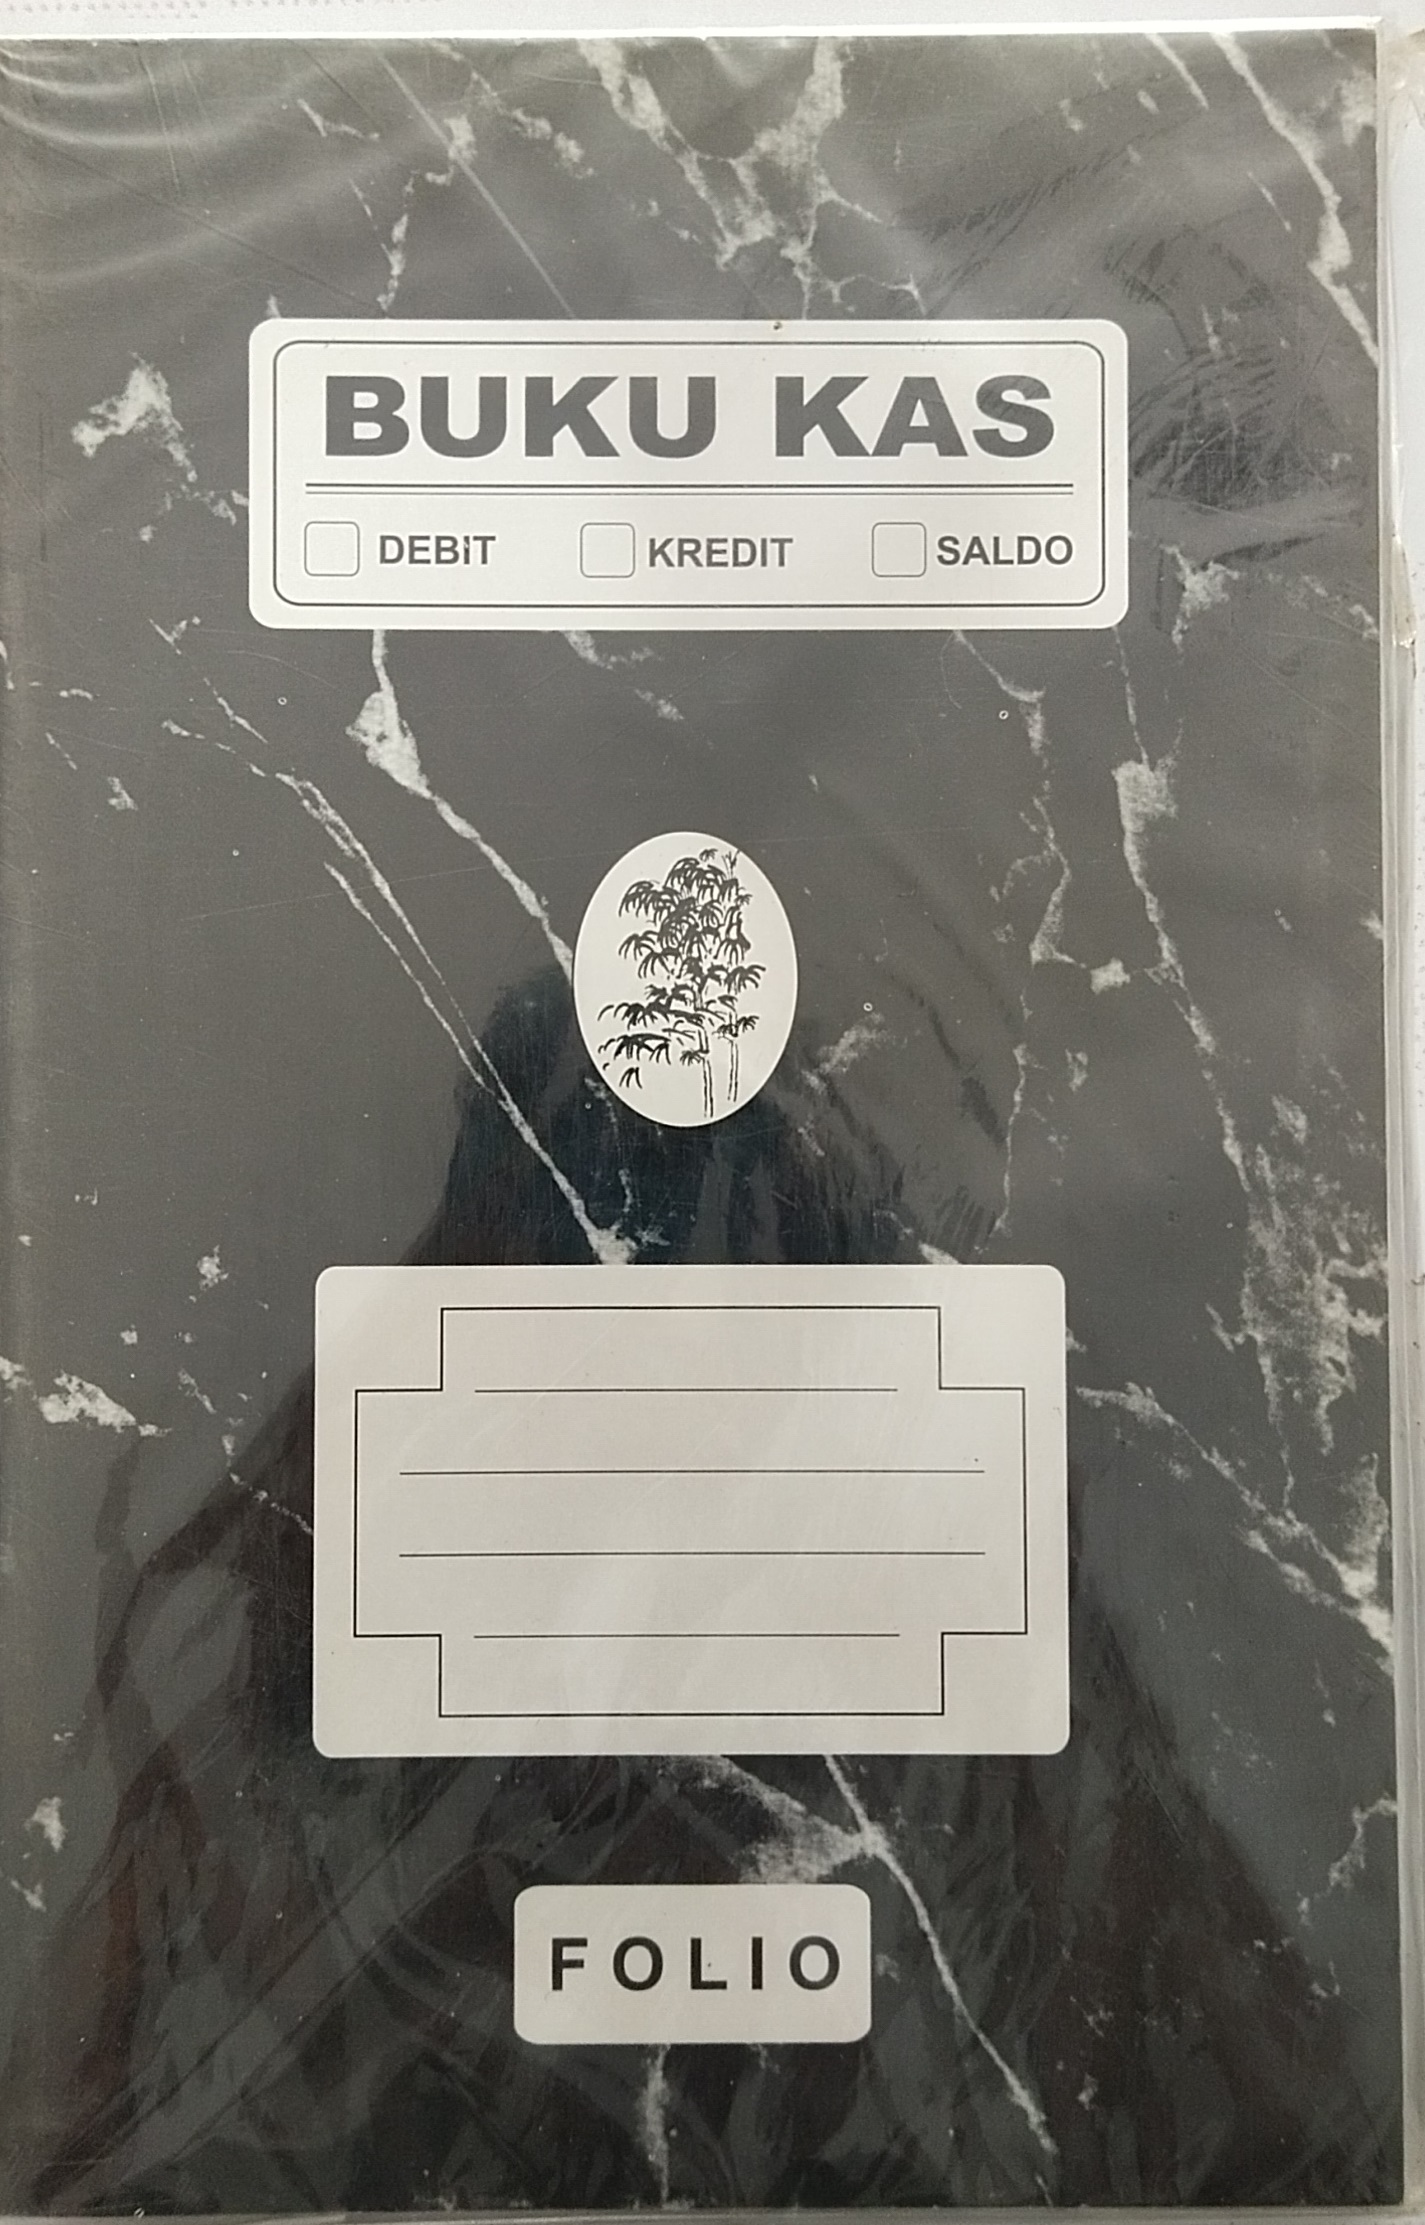 BUKU KAS
DEBIT KREDIT SALDO
FOLIO